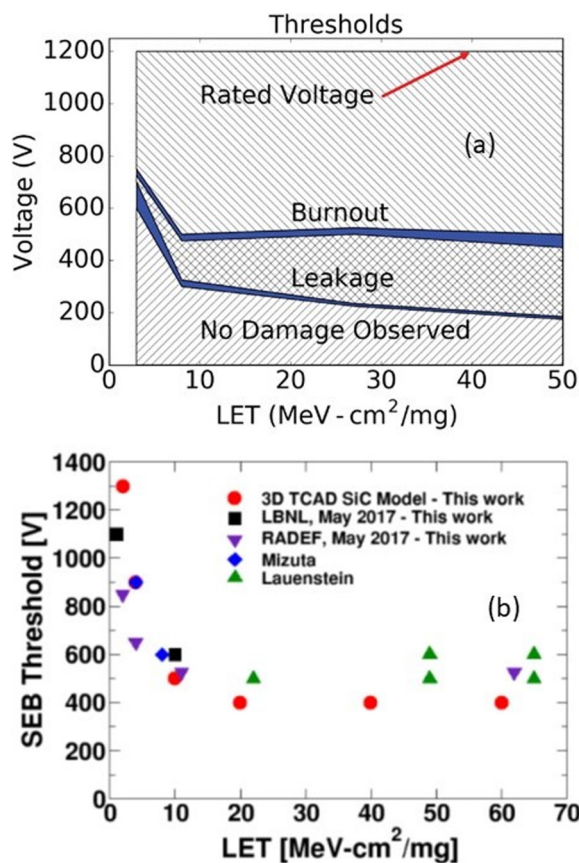 Thresholds
1200
1000
800
600
400
200
0
Voltage (V)
Rated Voltage
(a)
Burnout
Leakage
No Damage Observed
0 10 20 30 40 50
LET (MeV - cm²/mg)
1400
1200
1000
800
600
400
200
0
SEB Threshold [V]
3D TCAD SiC Model - This work
LBNL, May 2017 - This work
RADEF, May 2017 - This work
Mizuta
Lauenstein
(b)
0 10 20 30 40 50 60 70
LET [MeV-cm²/mg]